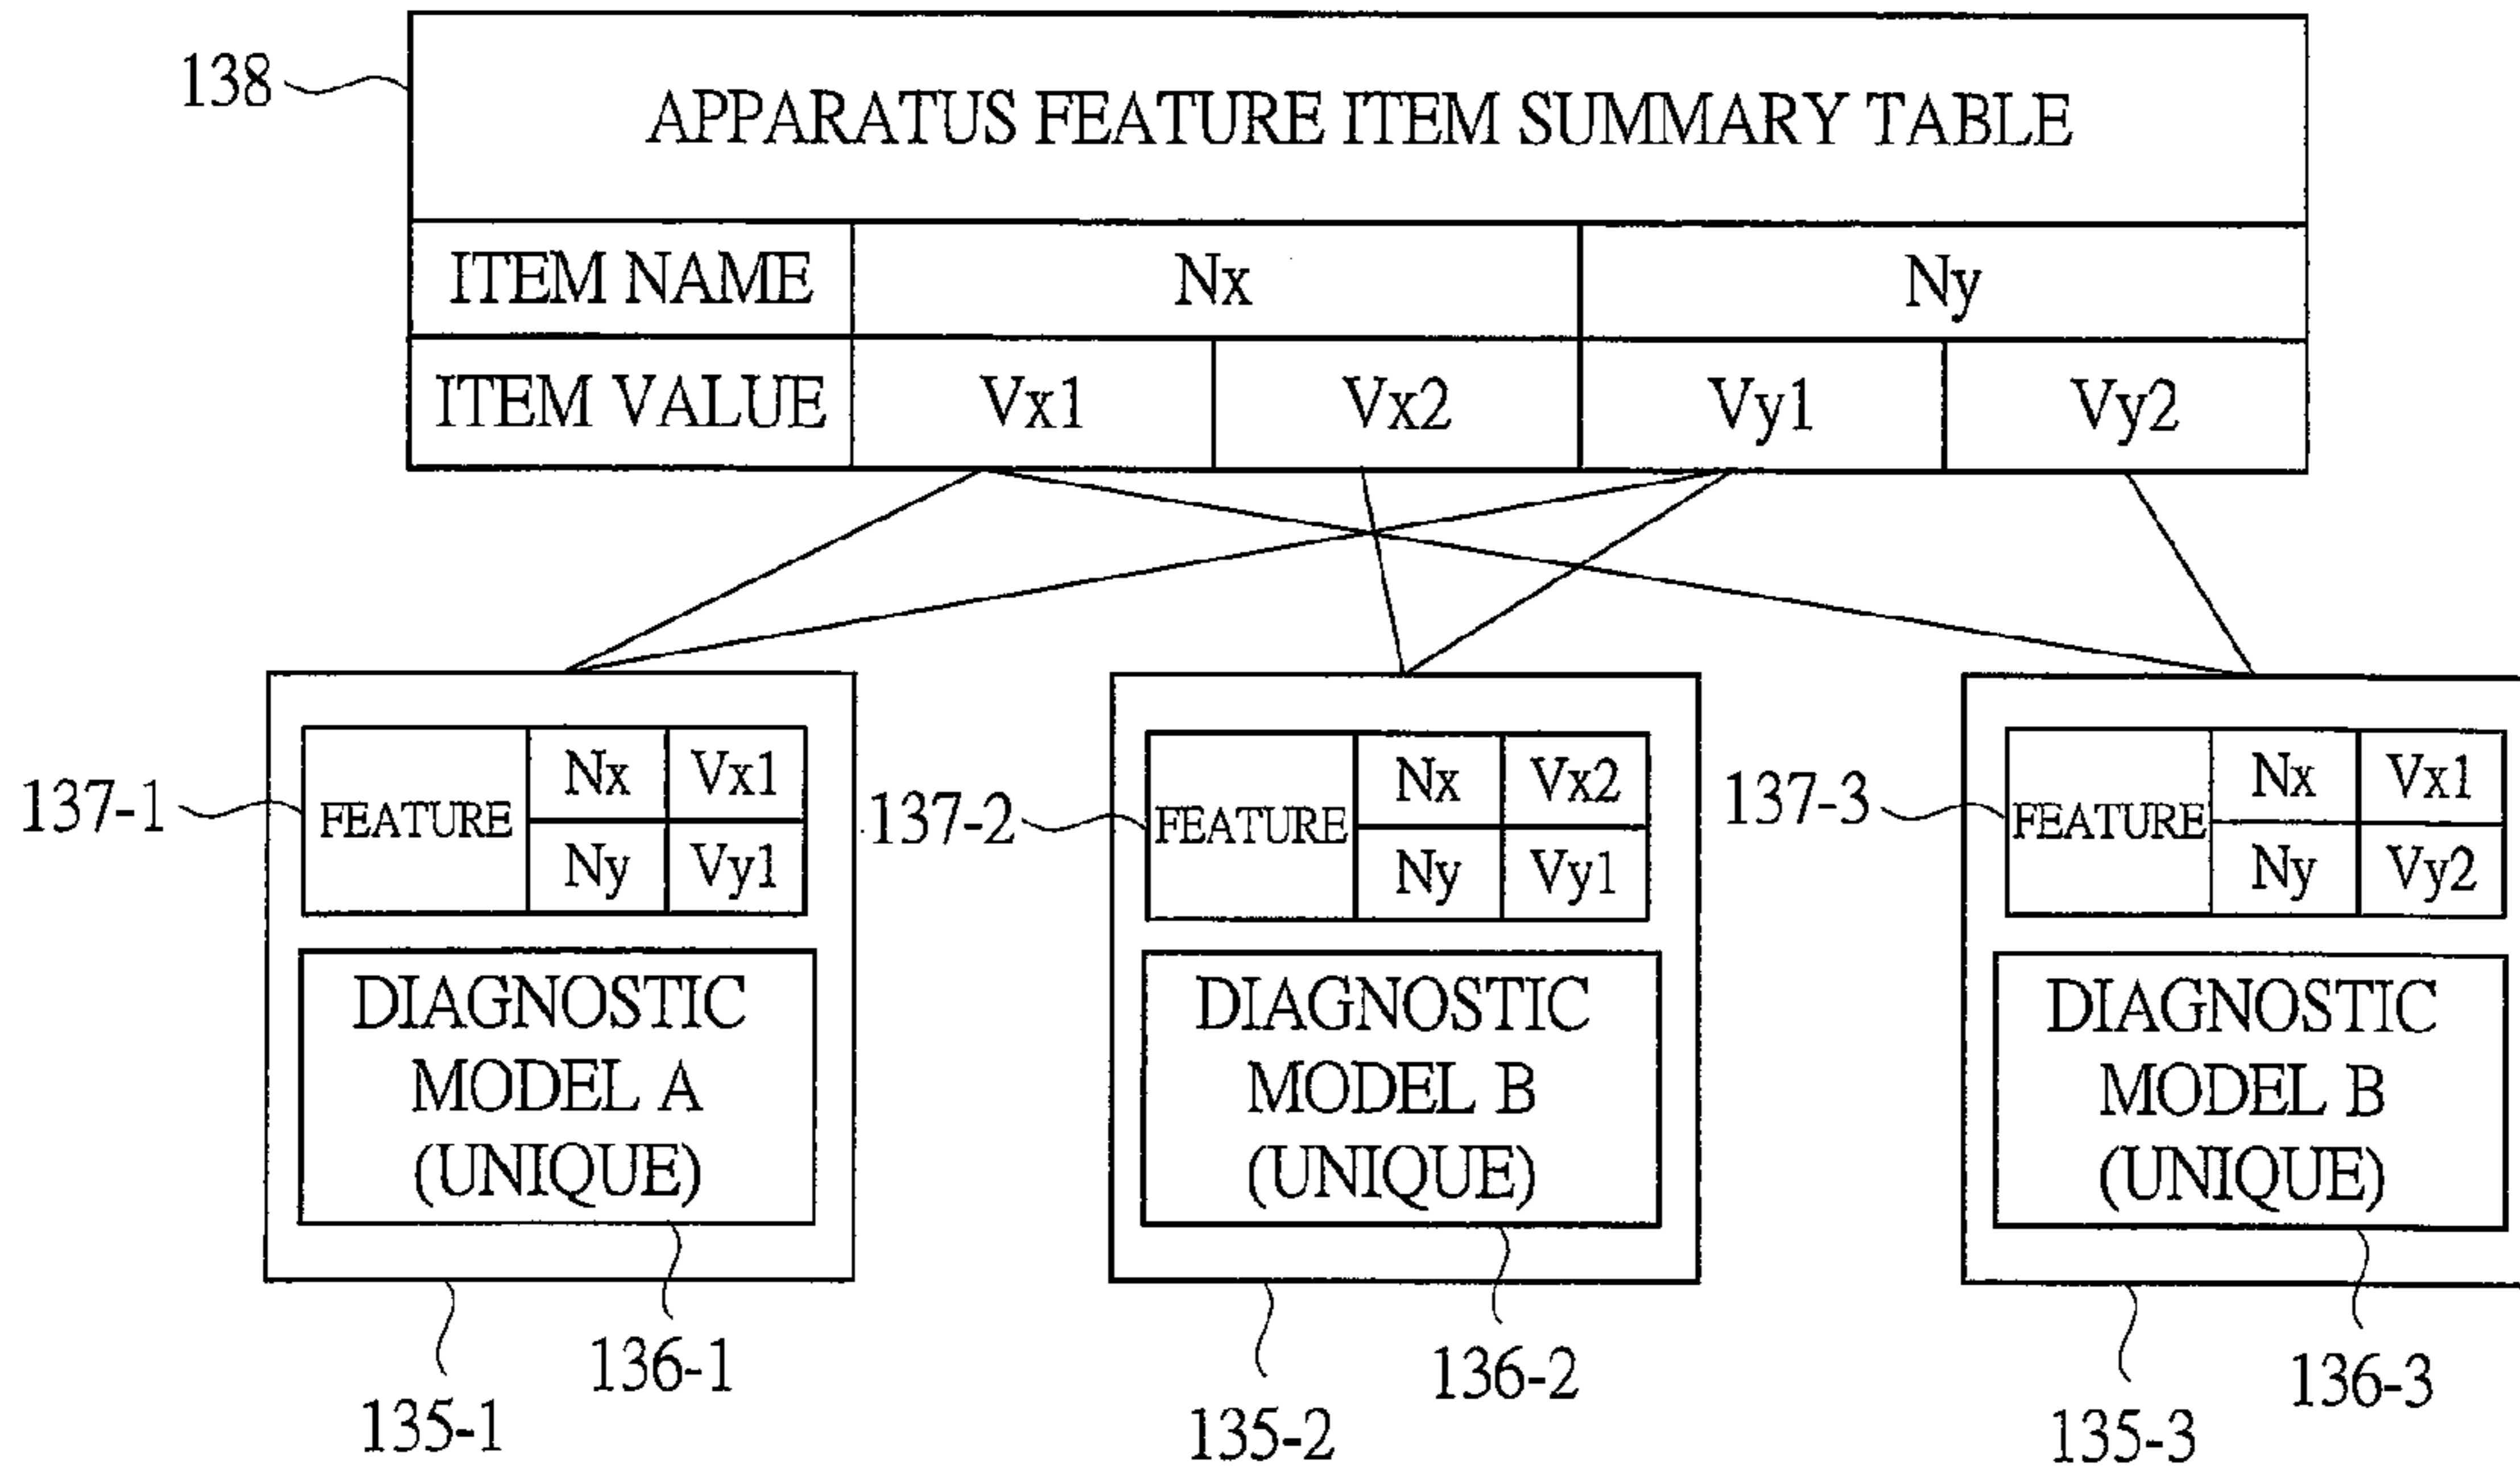 138
APPARATUS FEATURE ITEM SUMMARY TABLE
ITEM NAME Nx Ny
ITEM VALUE Vx1 Vx2 Vy1 Vy2
137-1
FEATURE
Nx Vx1
Ny Vy1
DIAGNOSTIC
MODEL A
(UNIQUE)
136-1
135-1
137-2
FEATURE
Nx Vx2
Ny Vy1
DIAGNOSTIC
MODEL B
(UNIQUE)
136-2
135-2
137-3
FEATURE
Nx Vx1
Ny Vy2
DIAGNOSTIC
MODEL B
(UNIQUE)
136-3
135-3